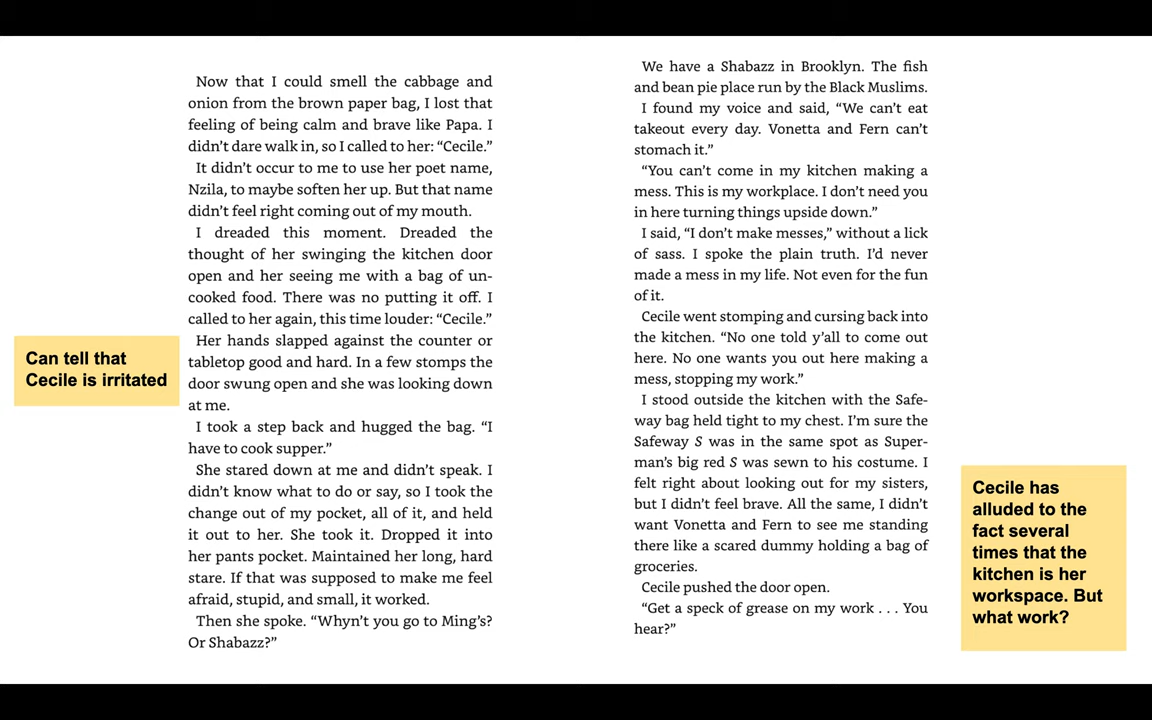 Now that I could smell the cabbage and
onion from the brown paper bag, I lost that
feeling of being calm and brave like Papa. I
didn’t dare walk in, so I called to her: “Cecile.”
It didn’t occur to me to use her poet name,
Nzila, to maybe soften her up. But that name
didn’t feel right coming out of my mouth.
I dreaded this moment. Dreaded the
thought of her swinging the kitchen door
open and her seeing me with a bag of un-
cooked food. There was no putting it off. I
called to her again, this time louder: “Cecile.”
Her hands slapped against the counter or
tabletop good and hard. In a few stomps the
door swung open and she was looking down
at me.
I took a step back and hugged the bag. “I
have to cook supper.”
She stared down at me and didn’t speak. I
didn’t know what to do or say, so I took the
change out of my pocket, all of it, and held
it out to her. She took it. Dropped it into
her pants pocket. Maintained her long, hard
stare. If that was supposed to make me feel
afraid, stupid, and small, it worked.
Then she spoke. “Whyn’t you go to Ming’s?
Or Shabazz?”
Can tell that
Cecile is irritated
We have a Shabazz in Brooklyn. The fish
and bean pie place run by the Black Muslims.
I found my voice and said, “We can’t eat
takeout every day. Vonetta and Fern can’t
stomach it.”
“You can’t come in my kitchen making a
mess. This is my workplace. I don’t need you
in here turning things upside down.”
I said, “I don’t make messes,” without a lick
of sass. I spoke the plain truth. I’d never
made a mess in my life. Not even for the fun
of it.
Cecile went stomping and cursing back into
the kitchen. “No one told y’all to come out
here. No one wants you out here making a
mess, stopping my work.”
I stood outside the kitchen with the Safe-
way bag held tight to my chest. I’m sure the
Safeway S was in the same spot as Super-
man’s big red S was sewn to his costume. I
felt right about looking out for my sisters,
but I didn’t feel brave. All the same, I didn’t
want Vonetta and Fern to see me standing
there like a scared dummy holding a bag of
groceries.
Cecile pushed the door open.
“Get a speck of grease on my work . . . You
hear?”
Cecile has
alluded to the
fact several
times that the
kitchen is her
workspace. But
what work?